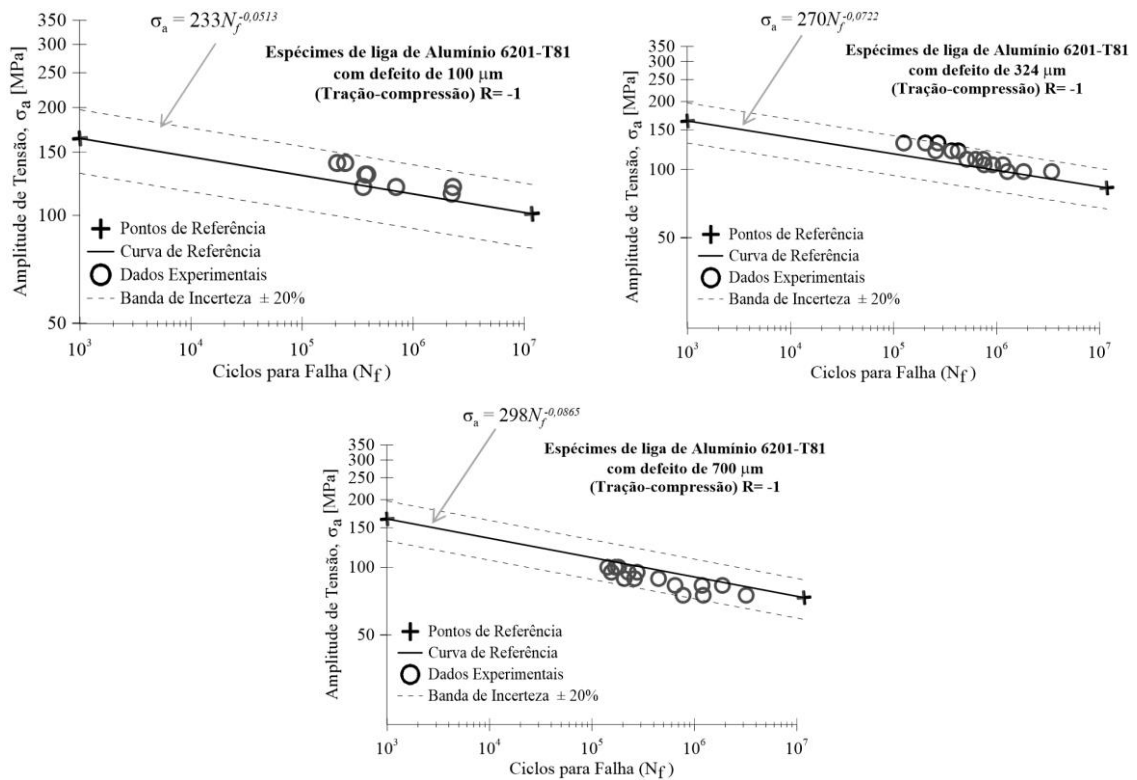 σₐ = 233N_f^-0,0513
Espécimes de liga de Alumínio 6201-T81
com defeito de 100 μm
(Tração-compressão) R= -1
Amplitude de Tensão, σₐ [MPa]
350
300
250
200
150
100
50
Pontos de Referência
Curva de Referência
Dados Experimentais
Banda de Incerteza ± 20%
10³ 10⁴ 10⁵ 10⁶ 10⁷
Ciclos para Falha (N_f)
σₐ = 270N_f^-0,0722
Espécimes de liga de Alumínio 6201-T81
com defeito de 324 μm
(Tração-compressão) R= -1
Amplitude de Tensão, σₐ [MPa]
350
300
250
200
150
100
50
Pontos de Referência
Curva de Referência
Dados Experimentais
Banda de Incerteza ± 20%
10³ 10⁴ 10⁵ 10⁶ 10⁷
Ciclos para Falha (N_f)
σₐ = 298N_f^-0,0865
Espécimes de liga de Alumínio 6201-T81
com defeito de 700 μm
(Tração-compressão) R= -1
Amplitude de Tensão, σₐ [MPa]
350
300
250
200
150
100
50
Pontos de Referência
Curva de Referência
Dados Experimentais
Banda de Incerteza ± 20%
10³ 10⁴ 10⁵ 10⁶ 10⁷
Ciclos para Falha (N_f)